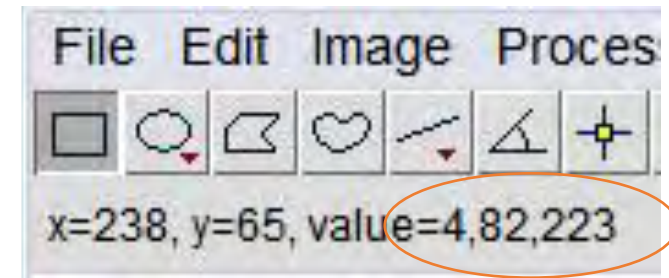 File Edit Image Proces
x=238, y=65, value=4,82,223